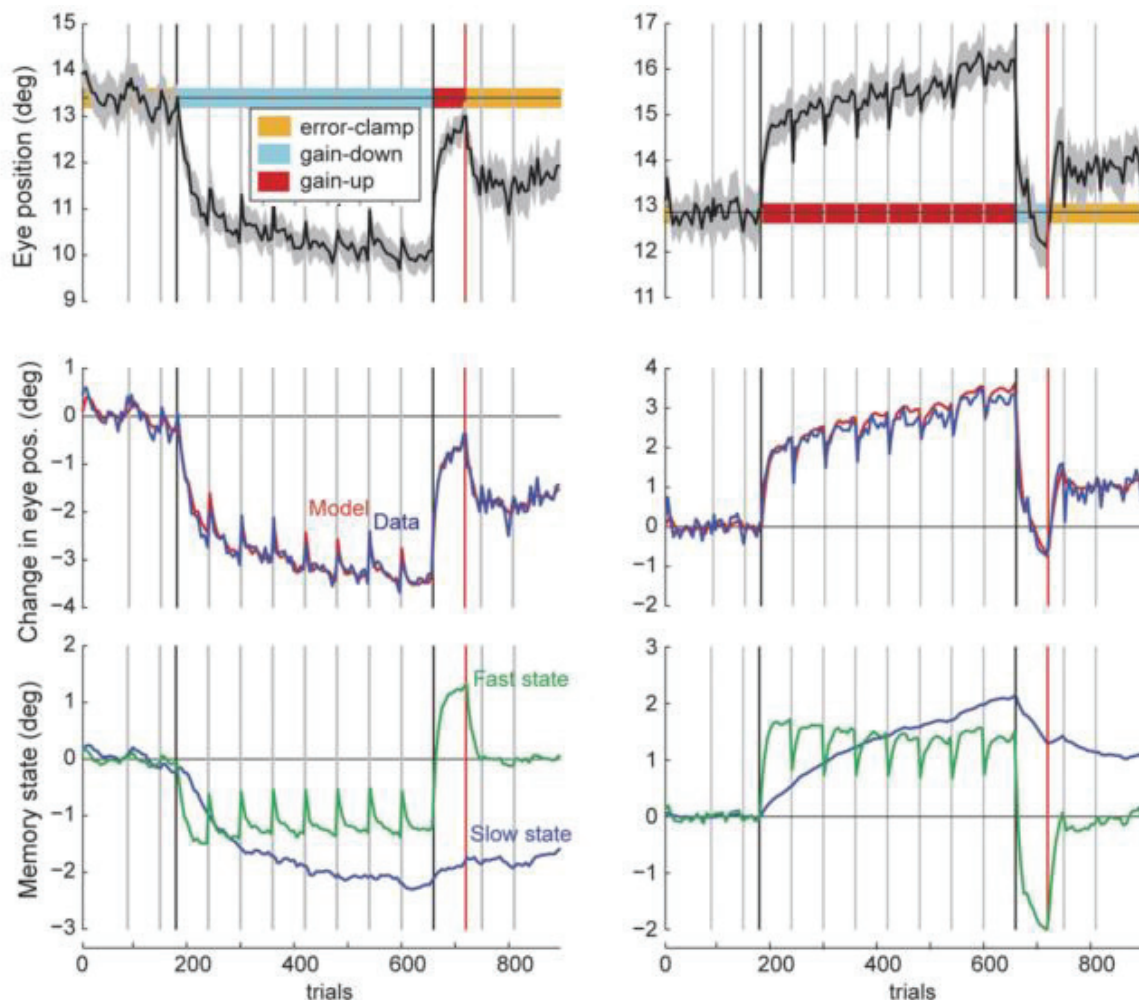 Eye position (deg)
15
14
13
12
11
10
9
error-clamp
gain-down
gain-up
17
16
15
14
13
12
11
Change in eye pos. (deg)
1
0
−1
−2
−3
−4
Model
Data
4
3
2
1
0
−1
−2
Memory state (deg)
2
1
0
−1
−2
−3
Fast state
Slow state
0 200 400 600
trials
3
2
1
0
−1
−2
200 400 600
trials